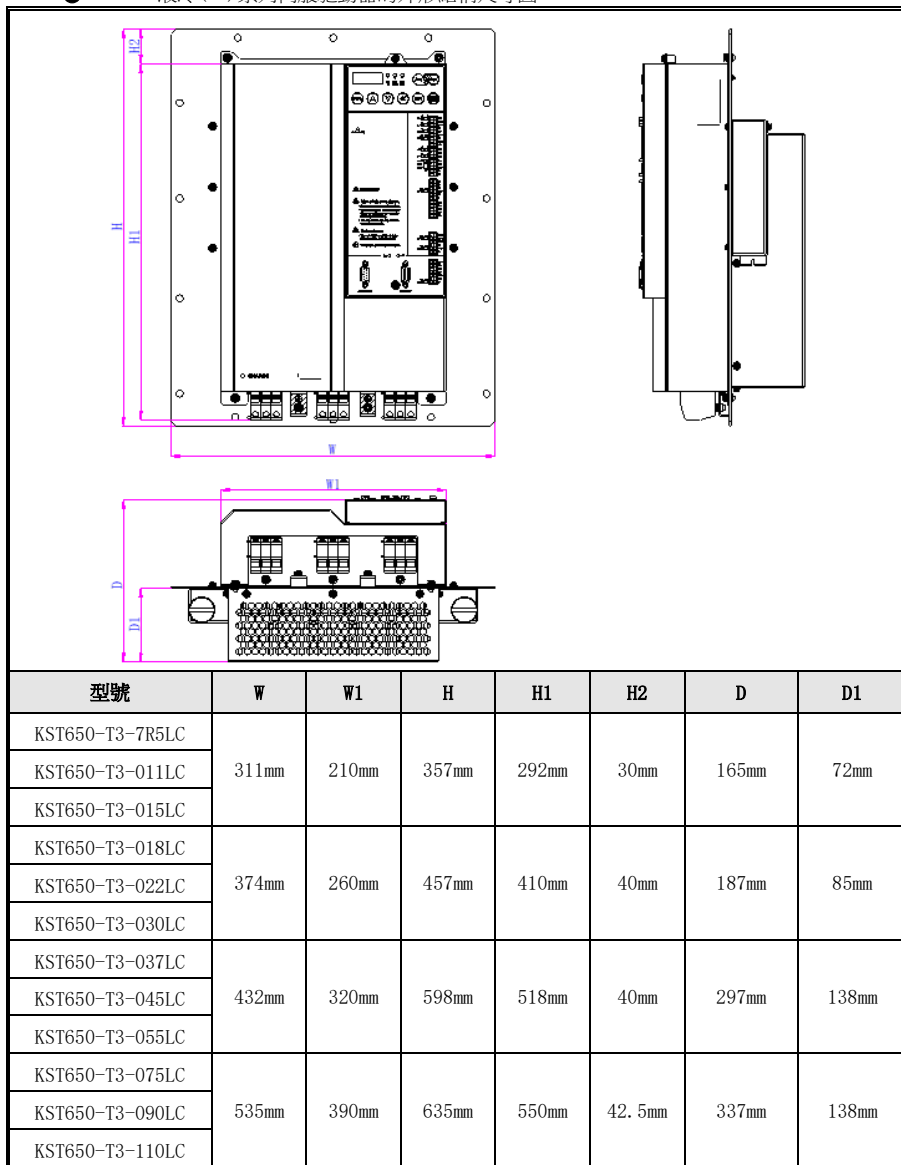 H2
H
H1
CHARGE
W
W1
D
D1
型號 W W1 H H1 H2 D D1
KST650-T3-7R5LC
KST650-T3-011LC 311mm 210mm 357mm 292mm 30mm 165mm 72mm
KST650-T3-015LC
KST650-T3-018LC
KST650-T3-022LC 374mm 260mm 457mm 410mm 40mm 187mm 85mm
KST650-T3-030LC
KST650-T3-037LC
KST650-T3-045LC 432mm 320mm 598mm 518mm 40mm 297mm 138mm
KST650-T3-055LC
KST650-T3-075LC
KST650-T3-090LC 535mm 390mm 635mm 550mm 42.5mm 337mm 138mm
KST650-T3-110LC